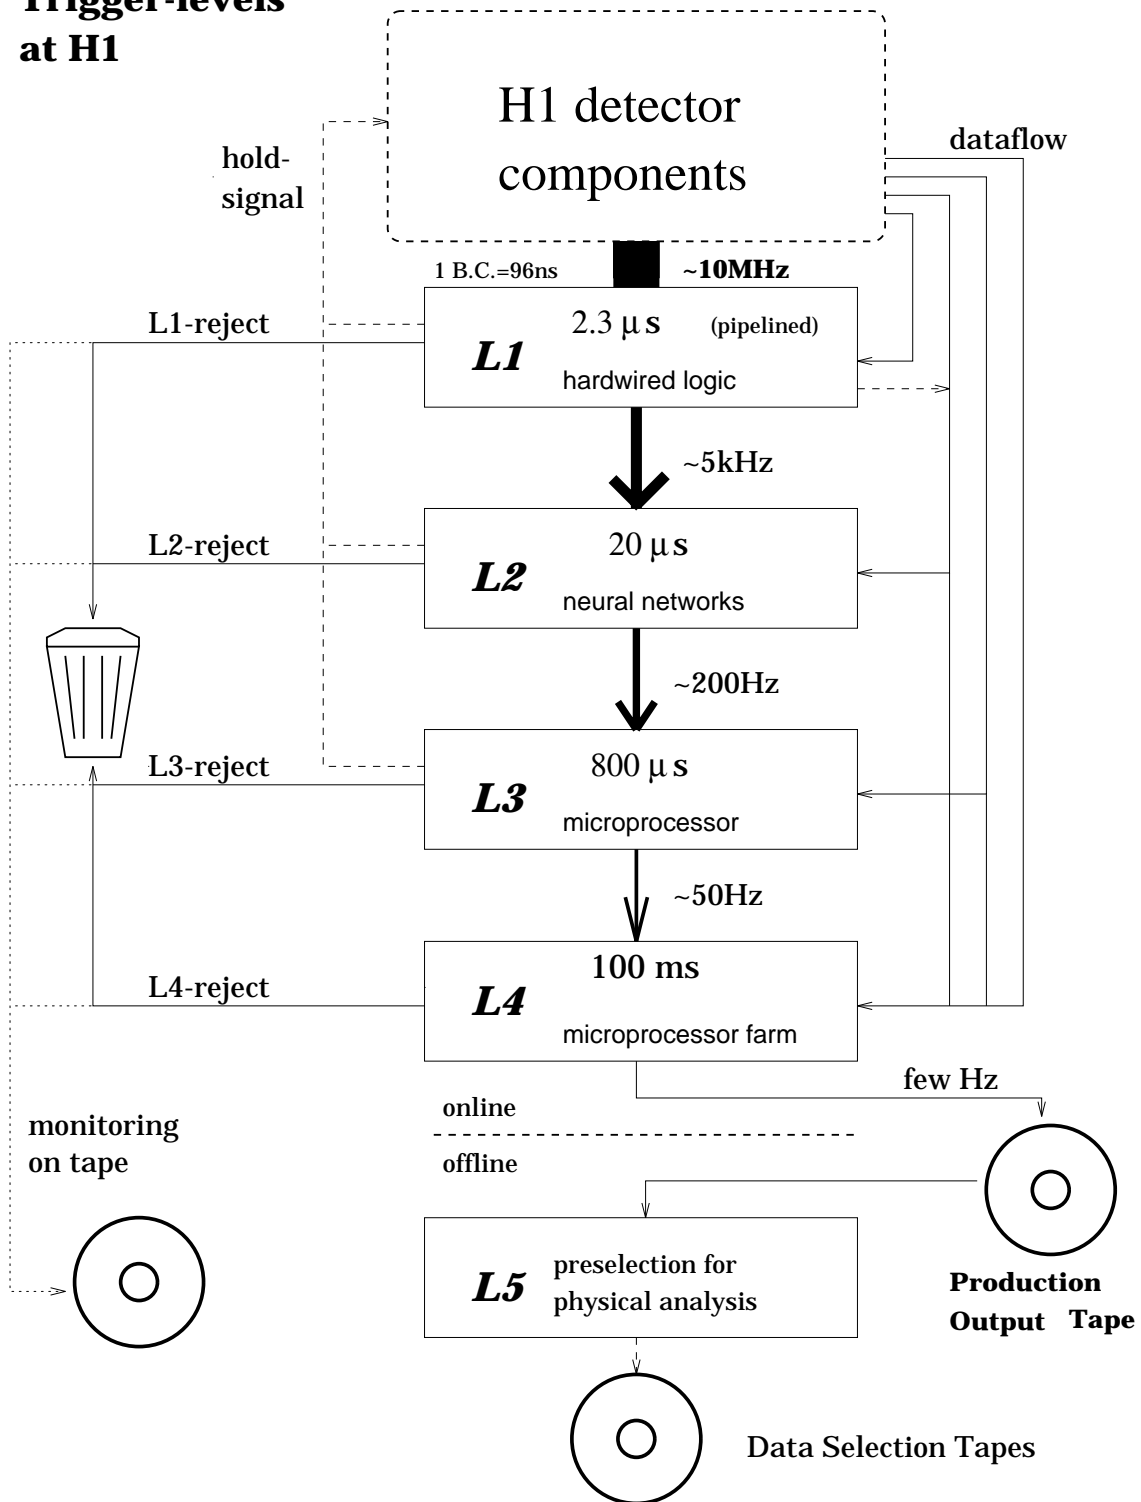 Trigger-levels
at H1
H1 detector
components
dataflow
hold-
signal
1 B.C.=96ns
~10MHz
L1-reject
2.3 μs (pipelined)
L1
hardwired logic
~5kHz
L2-reject
20 μs
L2
neural networks
~200Hz
L3-reject
800 μs
L3
microprocessor
~50Hz
L4-reject
100 ms
L4
microprocessor farm
few Hz
online
offline
monitoring
on tape
L5
preselection for
physical analysis
Production
Output Tape
Data Selection Tapes